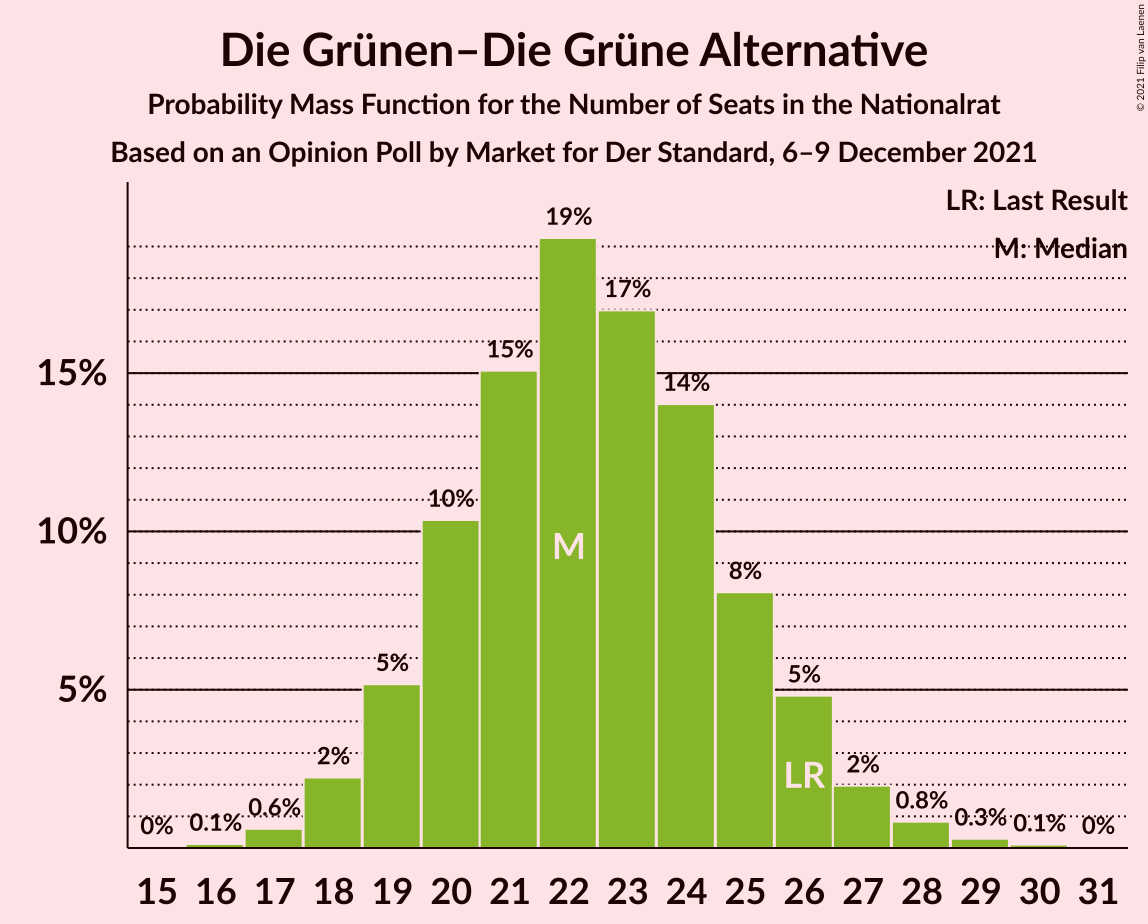 Die Grünen–Die Grüne Alternative
Probability Mass Function for the Number of Seats in the Nationalrat
Based on an Opinion Poll by Market for Der Standard, 6–9 December 2021
© 2021 Filip van Laenen
LR: Last Result
M: Median
19%
17%
15%
15%
14%
10%
10%
M
8%
5%
5%
5%
LR
2%
2%
0%
0.1%
0.6%
0.8%
0.3%
0.1%
0%
15 16 17 18 19 20 21 22 23 24 25 26 27 28 29 30 31